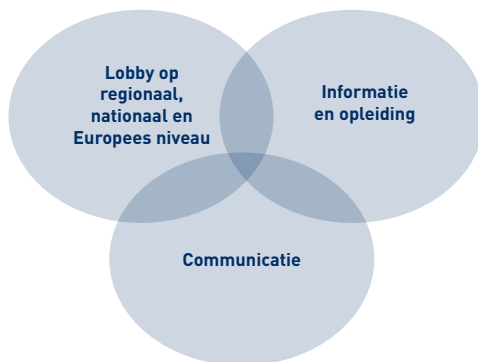 Lobby op
regionaal,
nationaal en
Europees niveau
Informatie
en opleiding
Communicatie